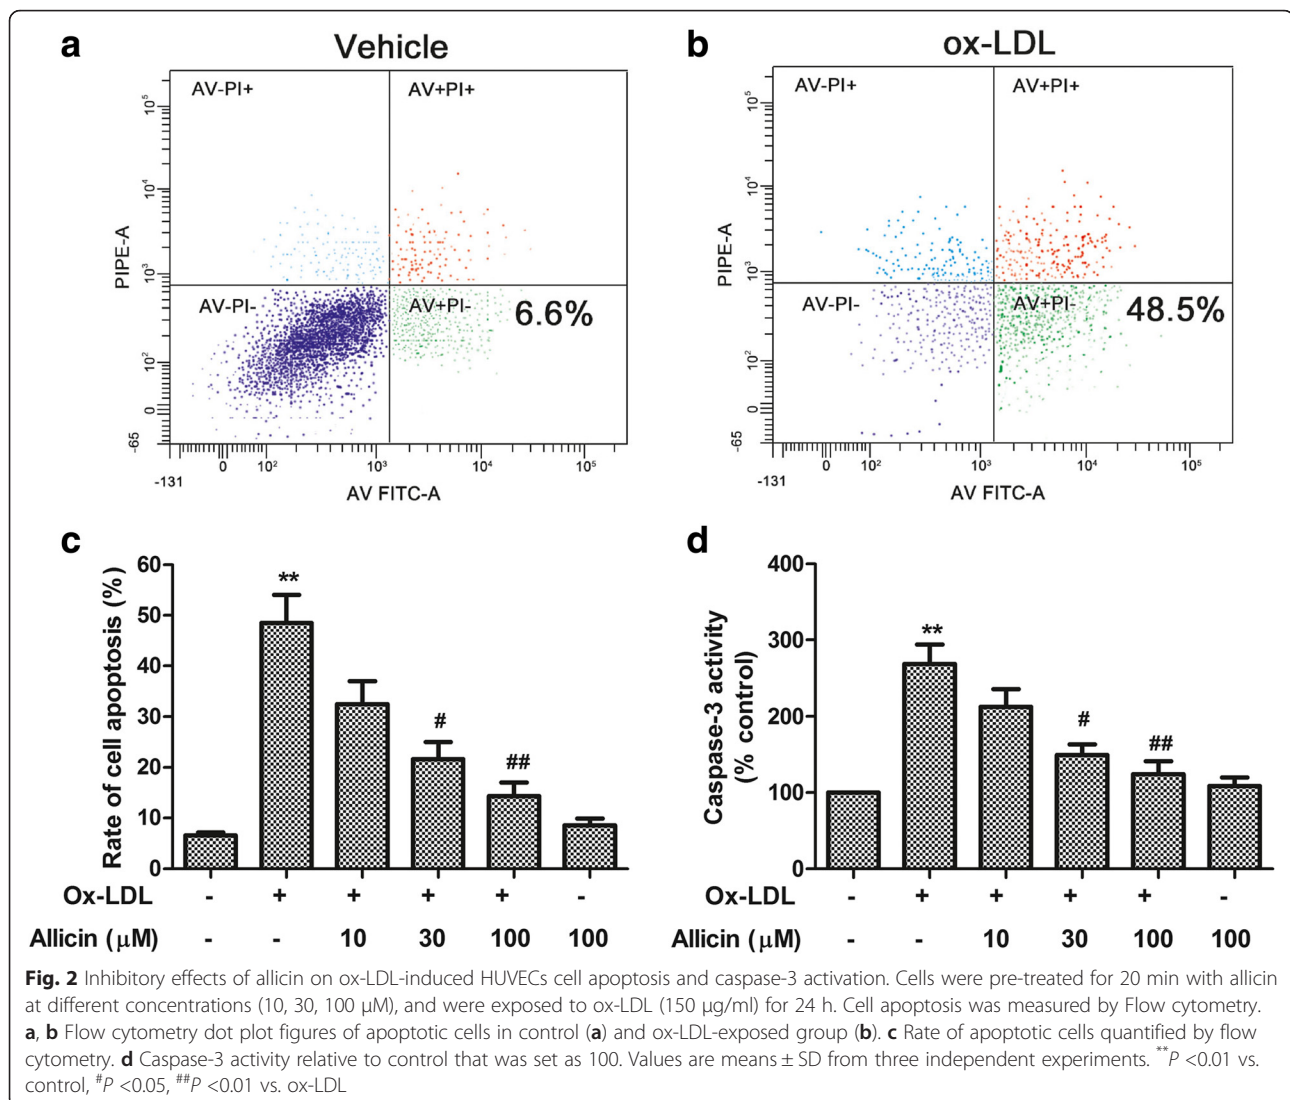 a
Vehicle
AV-PI+
AV+PI+
10⁵
10⁴
10³
10²
0
-65
PIPE-A
AV-PI-
AV+PI-
6.6%
-131
0
10²
10³
10⁴
10⁵
AV FITC-A
b
ox-LDL
AV-PI+
AV+PI+
10⁵
10⁴
10³
10²
0
-65
PIPE-A
AV-PI-
AV+PI-
48.5%
-131
0
10²
10³
10⁴
10⁵
AV FITC-A
c
Rate of cell apoptosis (%)
60
50
40
30
20
10
0
**
#
##
Ox-LDL - + + + + -
Allicin (μM) - - 10 30 100 100
d
Caspase-3 activity
(% control)
400
300
200
100
0
**
#
##
Ox-LDL - + + + + -
Allicin (μM) - - 10 30 100 100
Fig. 2 Inhibitory effects of allicin on ox-LDL-induced HUVECs cell apoptosis and caspase-3 activation. Cells were pre-treated for 20 min with allicin
at different concentrations (10, 30, 100 μM), and were exposed to ox-LDL (150 μg/ml) for 24 h. Cell apoptosis was measured by Flow cytometry.
a, b Flow cytometry dot plot figures of apoptotic cells in control (a) and ox-LDL-exposed group (b). c Rate of apoptotic cells quantified by flow
cytometry. d Caspase-3 activity relative to control that was set as 100. Values are means ± SD from three independent experiments. **P <0.01 vs.
control, #P <0.05, ##P <0.01 vs. ox-LDL